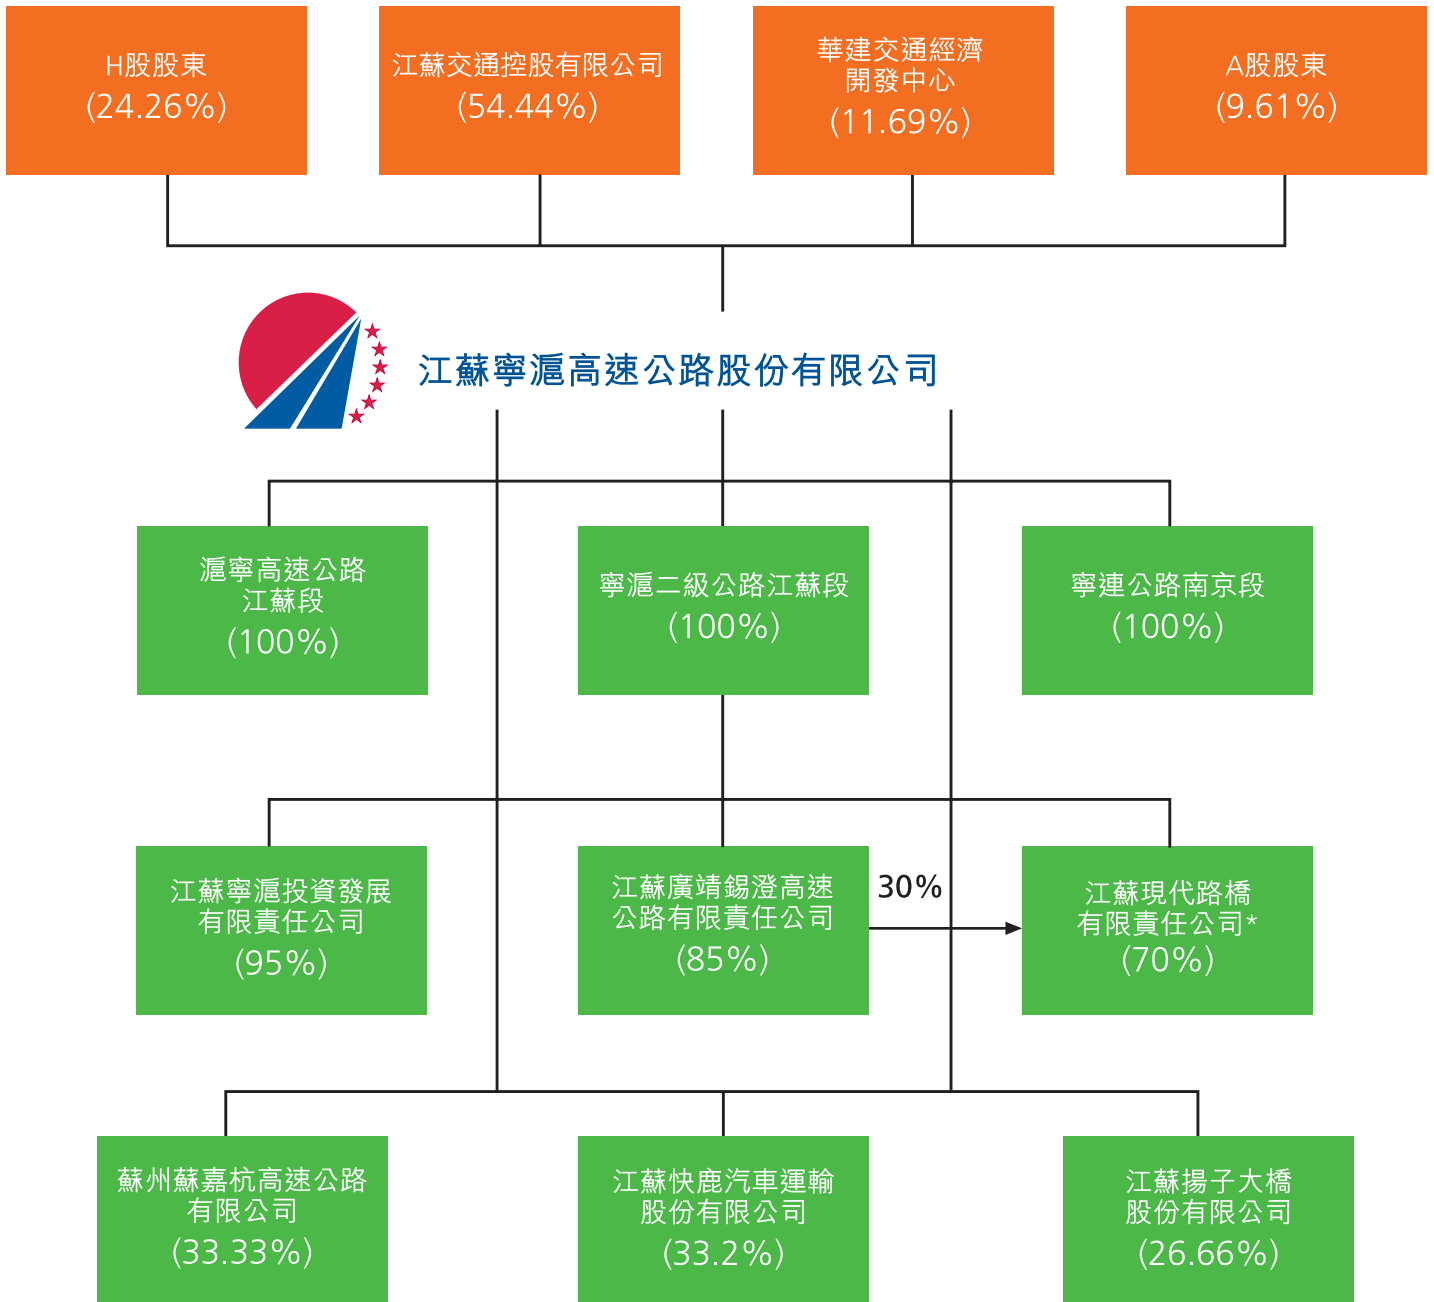 H股股東
(24.26%)
江蘇交通控股有限公司
(54.44%)
華建交通經濟
開發中心
(11.69%)
A股股東
(9.61%)
江蘇寧滬高速公路股份有限公司
滬寧高速公路
江蘇段
(100%)
寧滬二級公路江蘇段
(100%)
寧連公路南京段
(100%)
江蘇寧滬投資發展
有限責任公司
(95%)
江蘇廣靖錫澄高速
公路有限責任公司
(85%)
30%
江蘇現代路橋
有限責任公司*
(70%)
蘇州蘇嘉杭高速公路
有限公司
(33.33%)
江蘇快鹿汽車運輸
股份有限公司
(33.2%)
江蘇揚子大橋
股份有限公司
(26.66%)